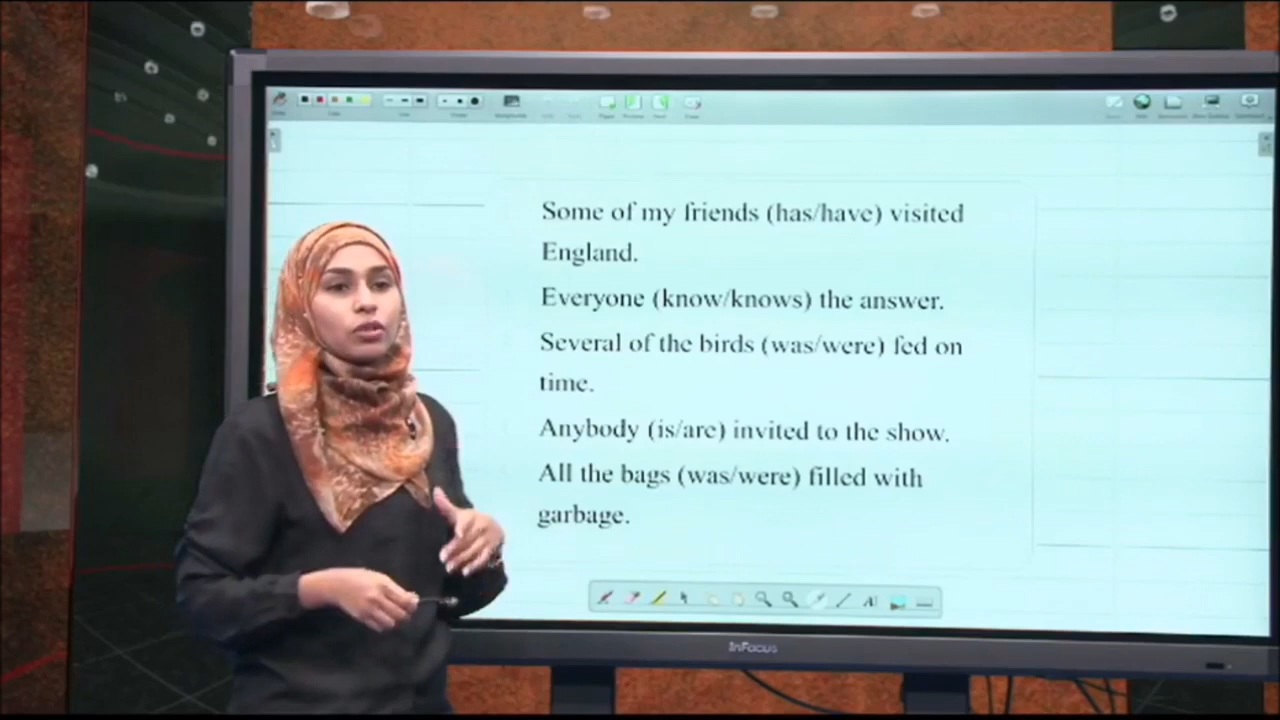 Some of my friends (has/have) visited
England.
Everyone (know/knows) the answer.
Several of the birds (was/were) fed on
time.
Anybody (is/are) invited to the show.
All the bags (was/were) filled with
garbage.
InFocus